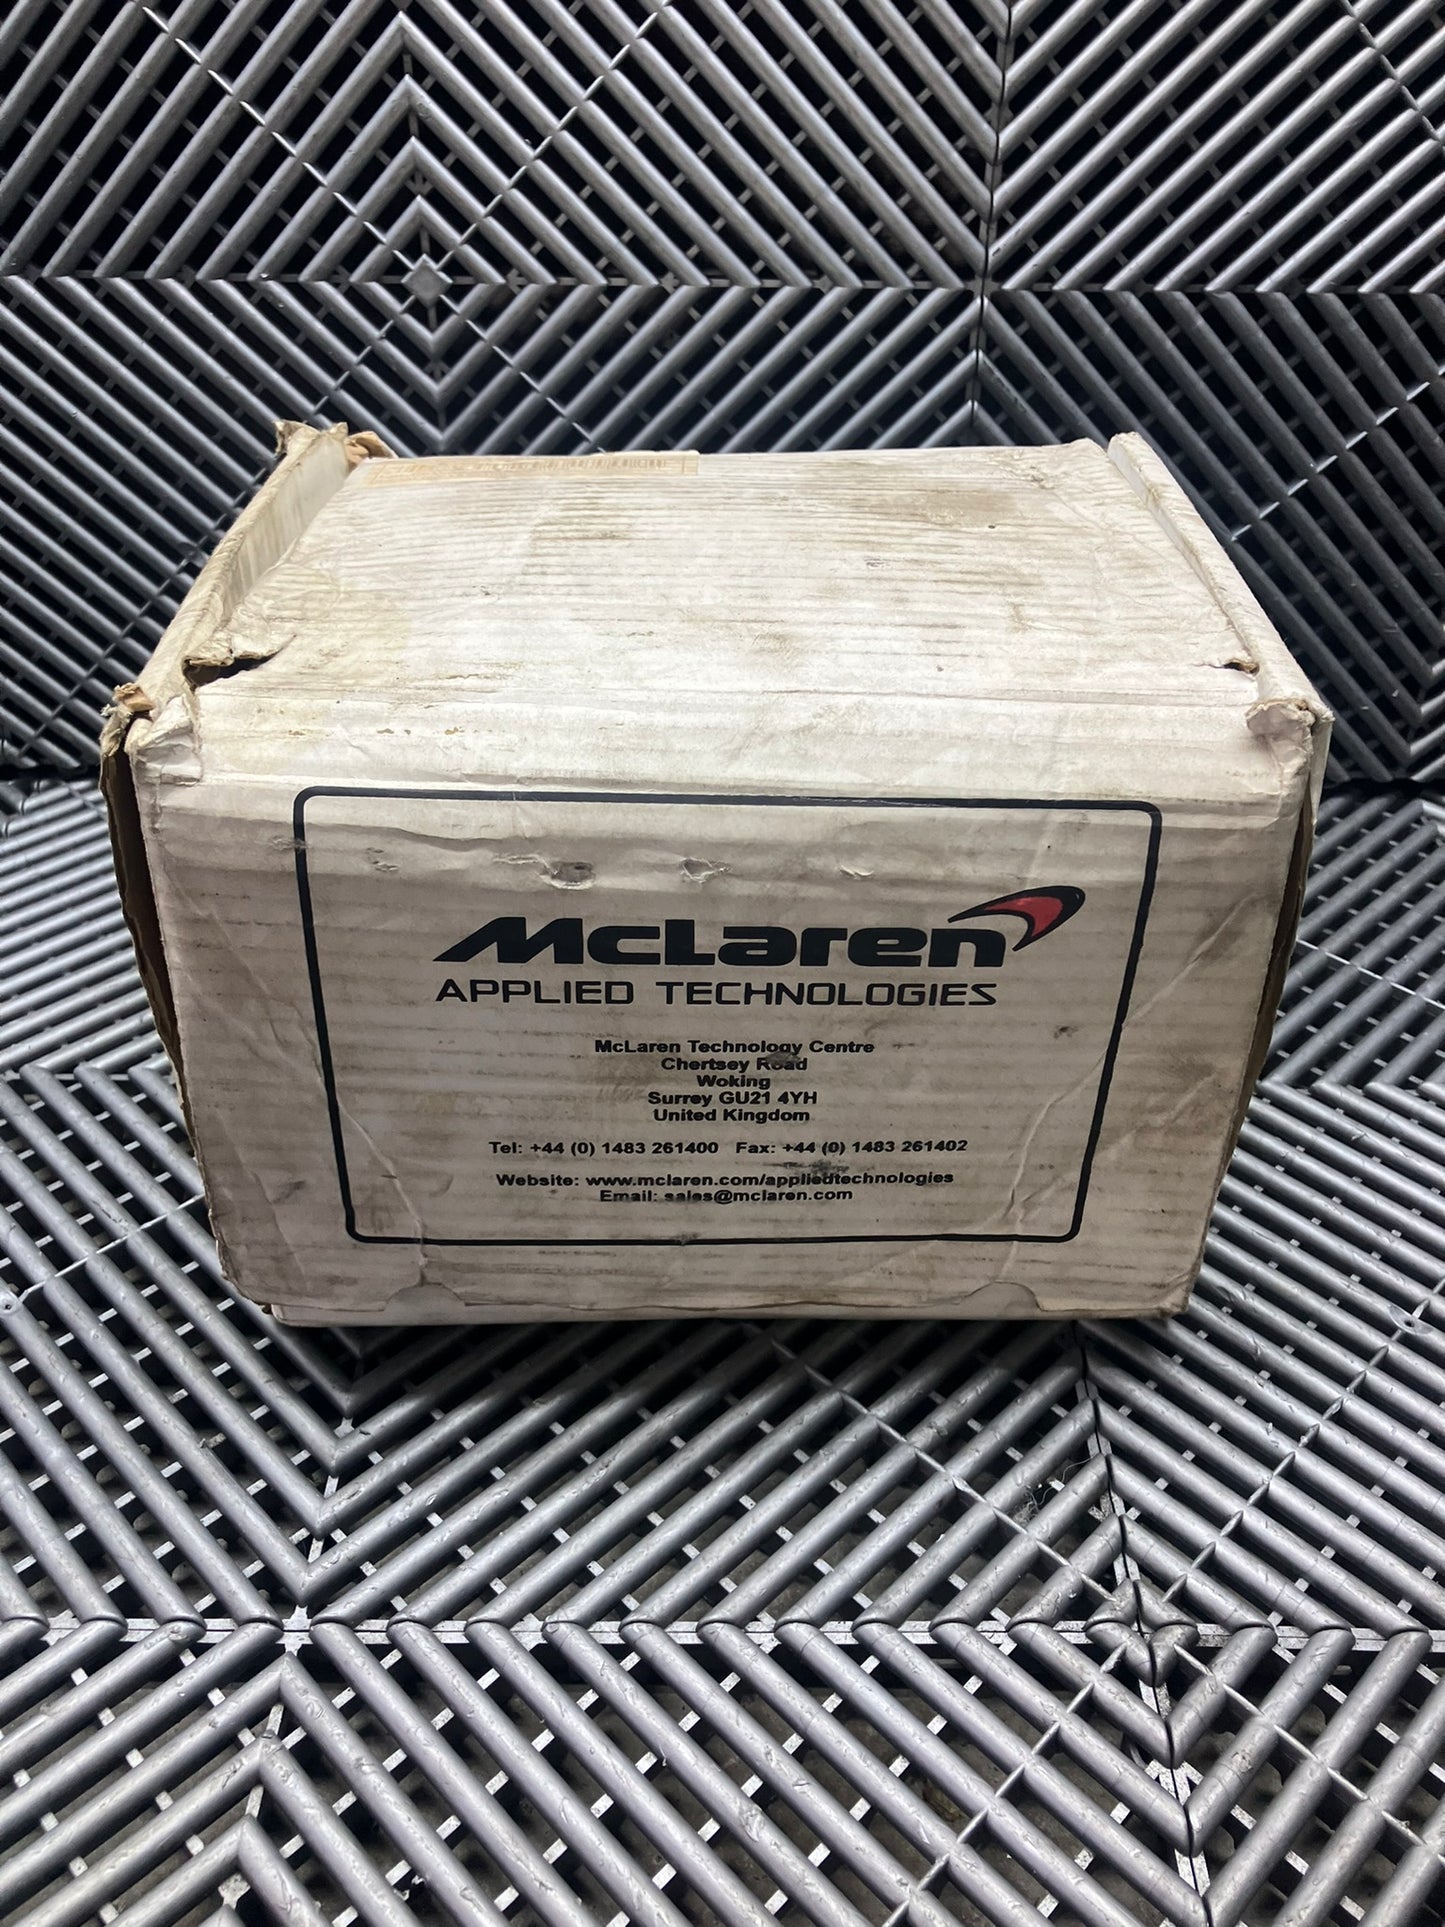 McLaren
APPLIED TECHNOLOGIES
McLaren Technology Centre
Chertsey Road
Woking
Surrey GU21 4YH
United Kingdom
Tel: +44 (0) 1483 261400 Fax: +44 (0) 1483 261402
Website: www.mclaren.com/appliedtechnologies
Email: sales@mclaren.com